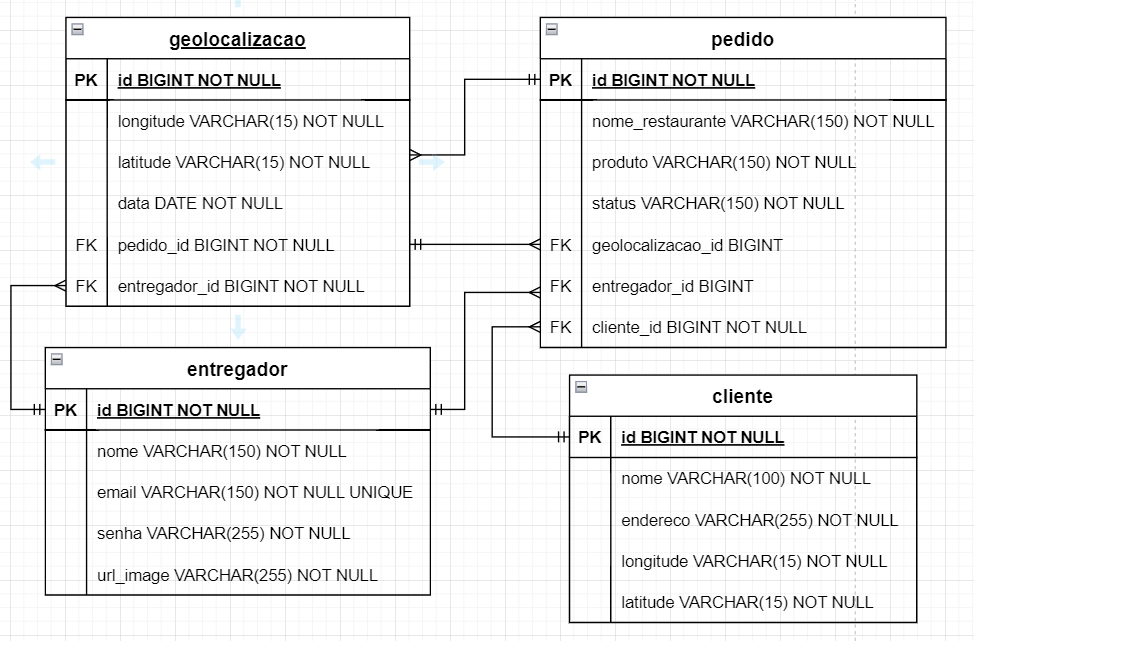 geolocalizacao
PK id BIGINT NOT NULL
longitude VARCHAR(15) NOT NULL
latitude VARCHAR(15) NOT NULL
data DATE NOT NULL
FK pedido_id BIGINT NOT NULL
FK entregador_id BIGINT NOT NULL
pedido
PK id BIGINT NOT NULL
nome_restaurante VARCHAR(150) NOT NULL
produto VARCHAR(150) NOT NULL
status VARCHAR(150) NOT NULL
FK geolocalizacao_id BIGINT
FK entregador_id BIGINT
FK cliente_id BIGINT NOT NULL
entregador
PK id BIGINT NOT NULL
nome VARCHAR(150) NOT NULL
email VARCHAR(150) NOT NULL UNIQUE
senha VARCHAR(255) NOT NULL
url_image VARCHAR(255) NOT NULL
cliente
PK id BIGINT NOT NULL
nome VARCHAR(100) NOT NULL
endereco VARCHAR(255) NOT NULL
longitude VARCHAR(15) NOT NULL
latitude VARCHAR(15) NOT NULL